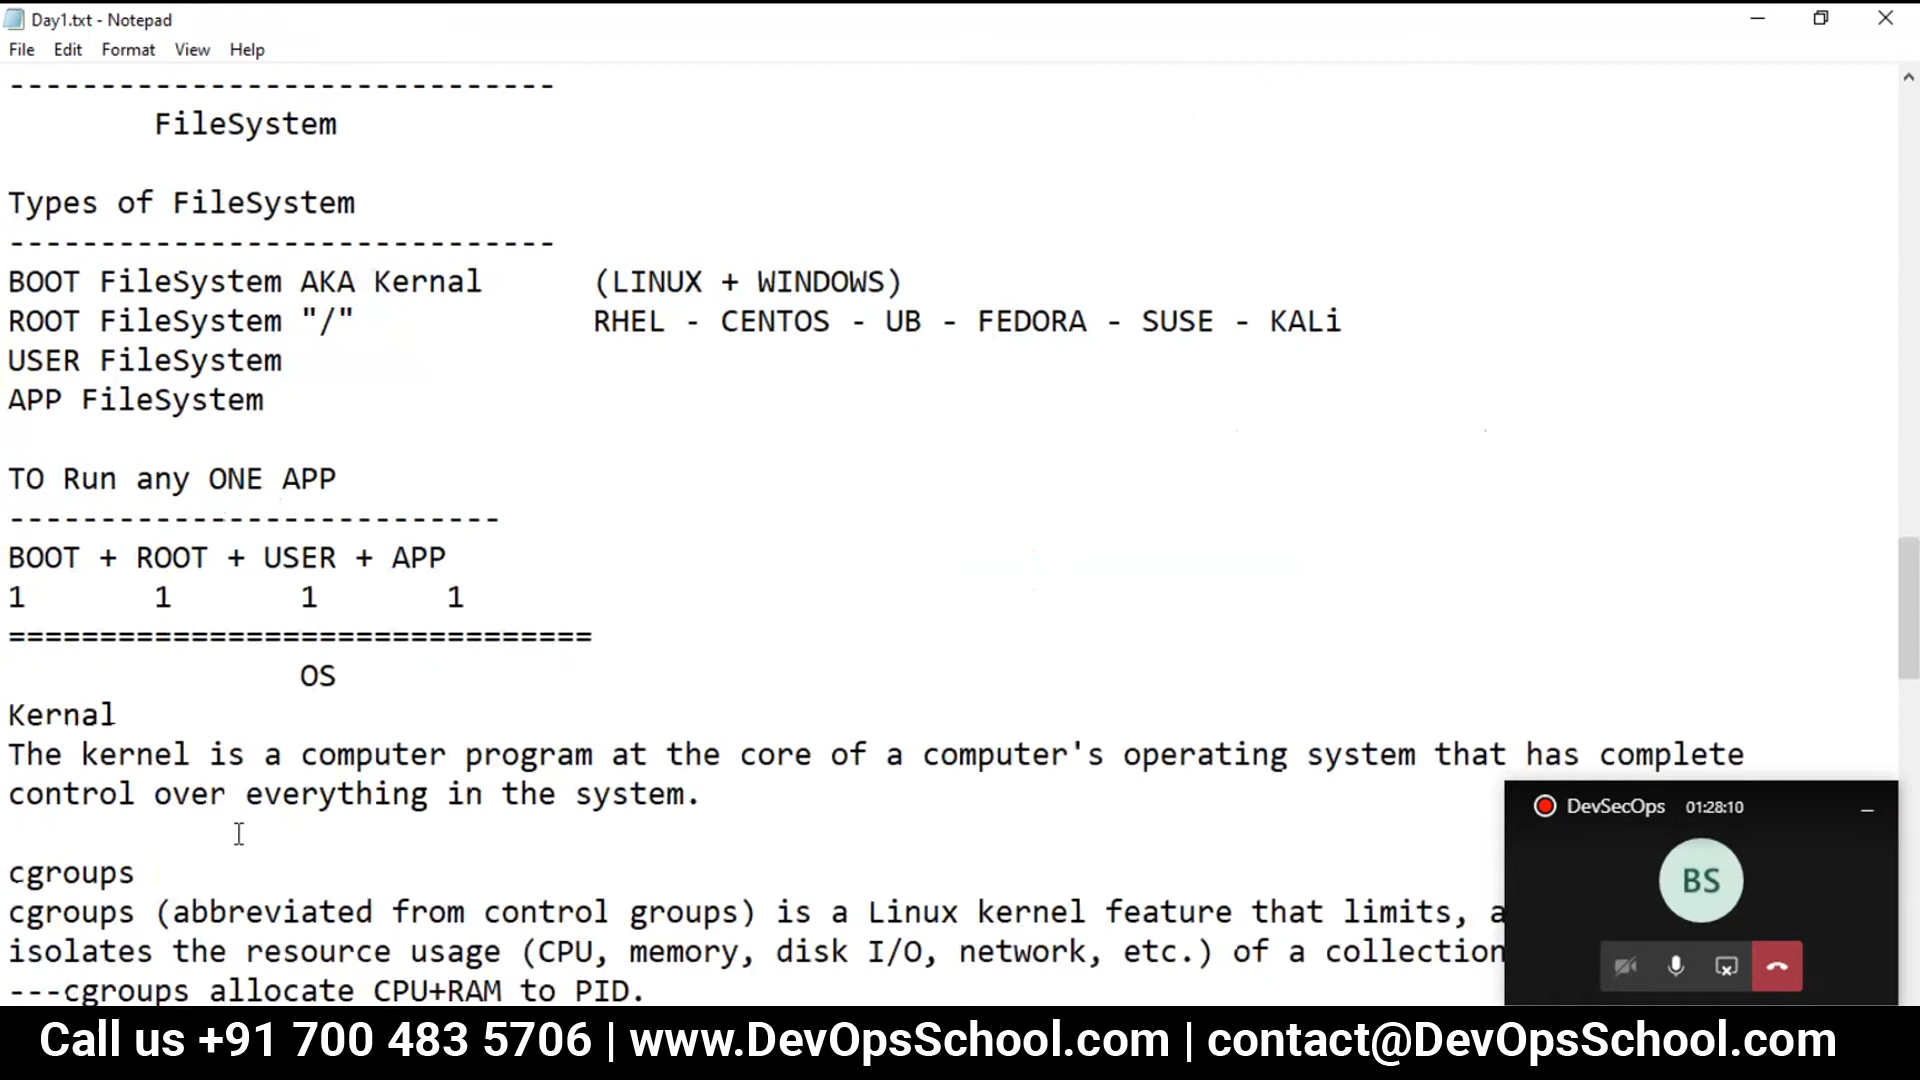 Day1.txt - Notepad
File Edit Format View Help
------------------------------
FileSystem
Types of FileSystem
------------------------------
BOOT FileSystem AKA Kernal (LINUX + WINDOWS)
ROOT FileSystem "/" RHEL - CENTOS - UB - FEDORA - SUSE - KALi
USER FileSystem
APP FileSystem
TO Run any ONE APP
---------------------------
BOOT + ROOT + USER + APP
1 1 1 1
================================
OS
Kernal
The kernel is a computer program at the core of a computer's operating system that has complete
control over everything in the system.
cgroups
cgroups (abbreviated from control groups) is a Linux kernel feature that limits, a
isolates the resource usage (CPU, memory, disk I/O, network, etc.) of a collection
---cgroups allocate CPU+RAM to PID.
DevSecOps 01:28:10
BS
Call us +91 700 483 5706 | www.DevOpsSchool.com | contact@DevOpsSchool.com